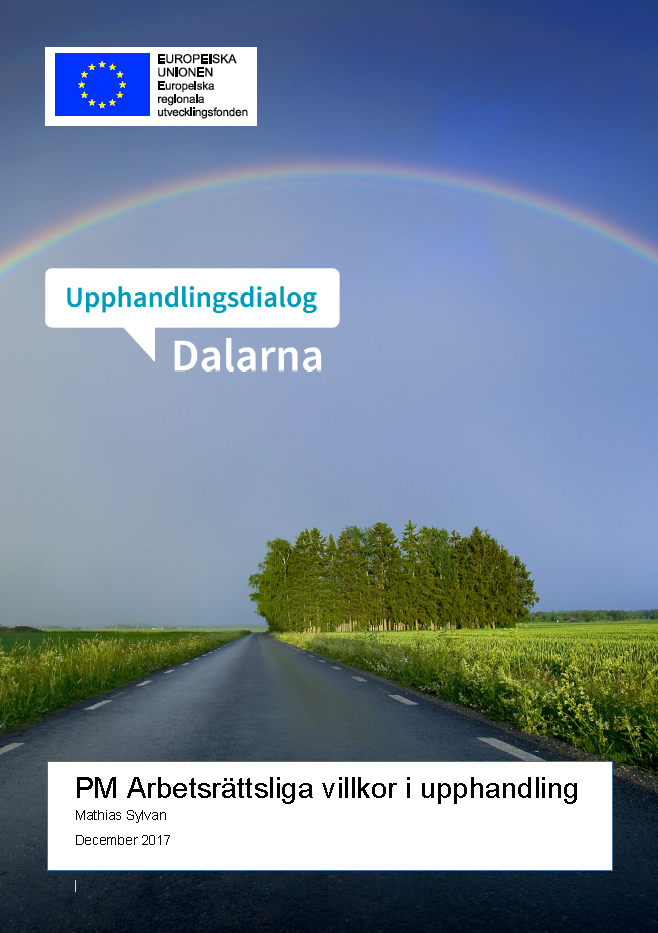 EUROPEISKA
UNIONEN
Europeiska
regionala
utvecklingsfonden
Upphandlingsdialog
Dalarna
PM Arbetsrättsliga villkor i upphandling
Mathias Sylvan
December 2017